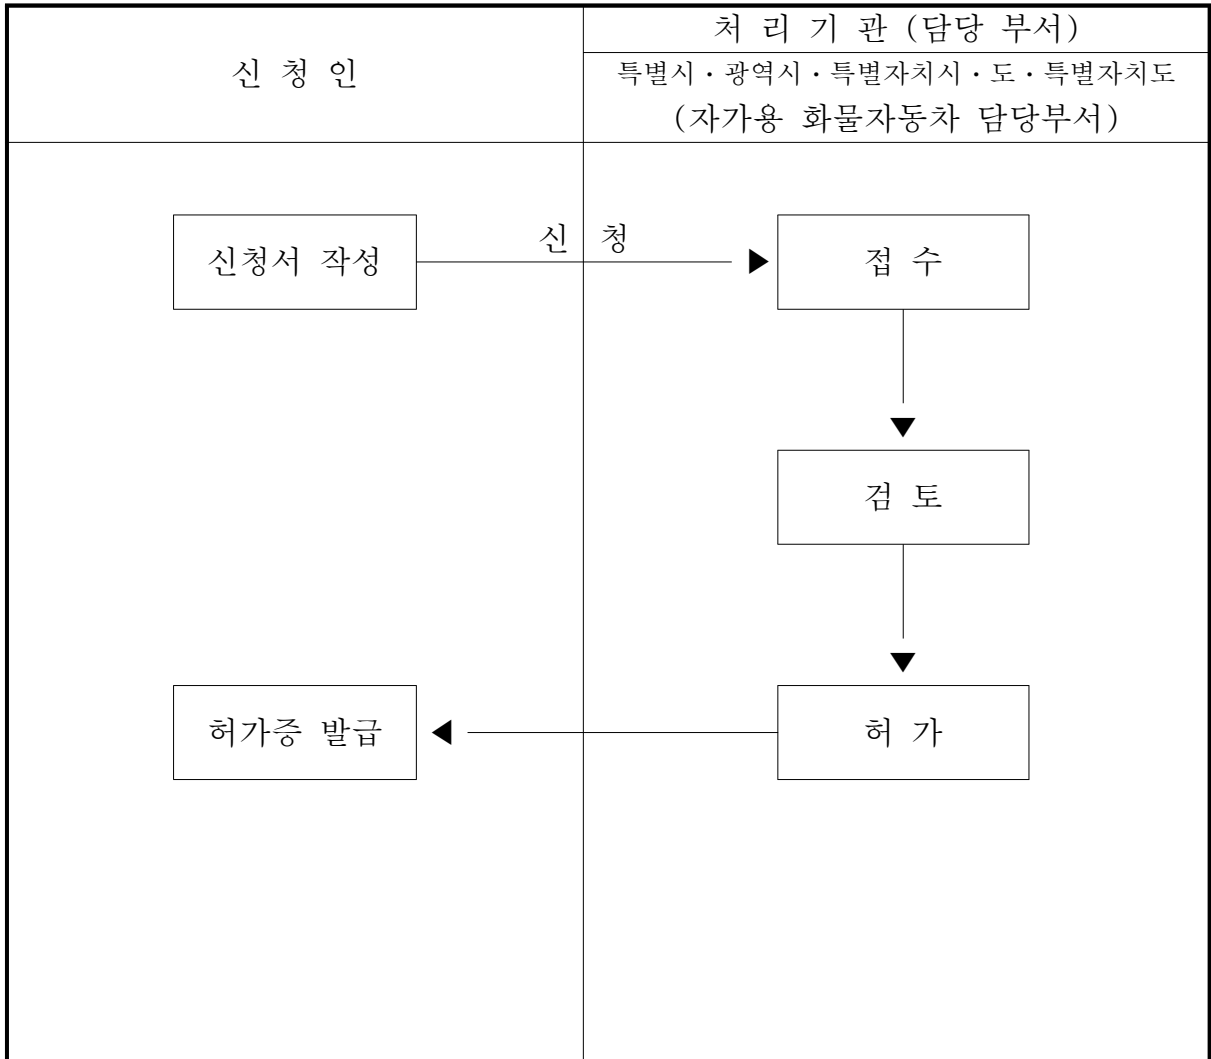 처 리 기 관 (담당 부서)
신 청 인
특별시·광역시·특별자치시·도·특별자치도
(자가용 화물자동차 담당부서)
신 청
신청서 작성
접 수
검 토
허가증 발급
허 가